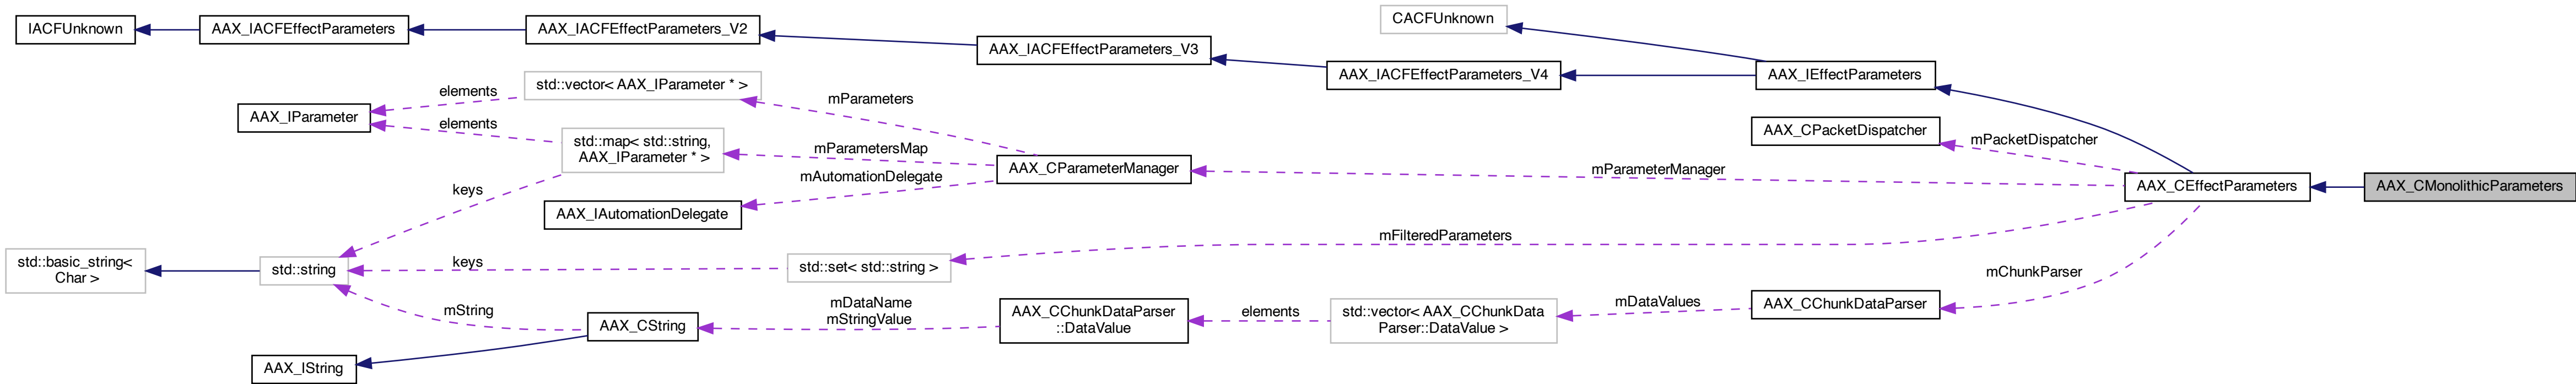 CACFUnknown
IACFUnknown
AAX_IACFEffectParameters
AAX_IACFEffectParameters_V2
AAX_IACFEffectParameters_V3
AAX_IACFEffectParameters_V4
AAX_IEffectParameters
std::vector< AAX_IParameter * >
elements
mParameters
AAX_IParameter
elements
std::map< std::string,
AAX_IParameter * >
mParametersMap
mAutomationDelegate
AAX_CParameterManager
mParameterManager
AAX_CPacketDispatcher
mPacketDispatcher
AAX_CEffectParameters
AAX_CMonolithicParameters
keys
AAX_IAutomationDelegate
mFilteredParameters
std::basic_string<
Char >
std::string
keys
std::set< std::string >
mChunkParser
mString
AAX_CString
mDataName
mStringValue
AAX_CChunkDataParser
::DataValue
elements
std::vector< AAX_CChunkData
Parser::DataValue >
mDataValues
AAX_CChunkDataParser
AAX_IString